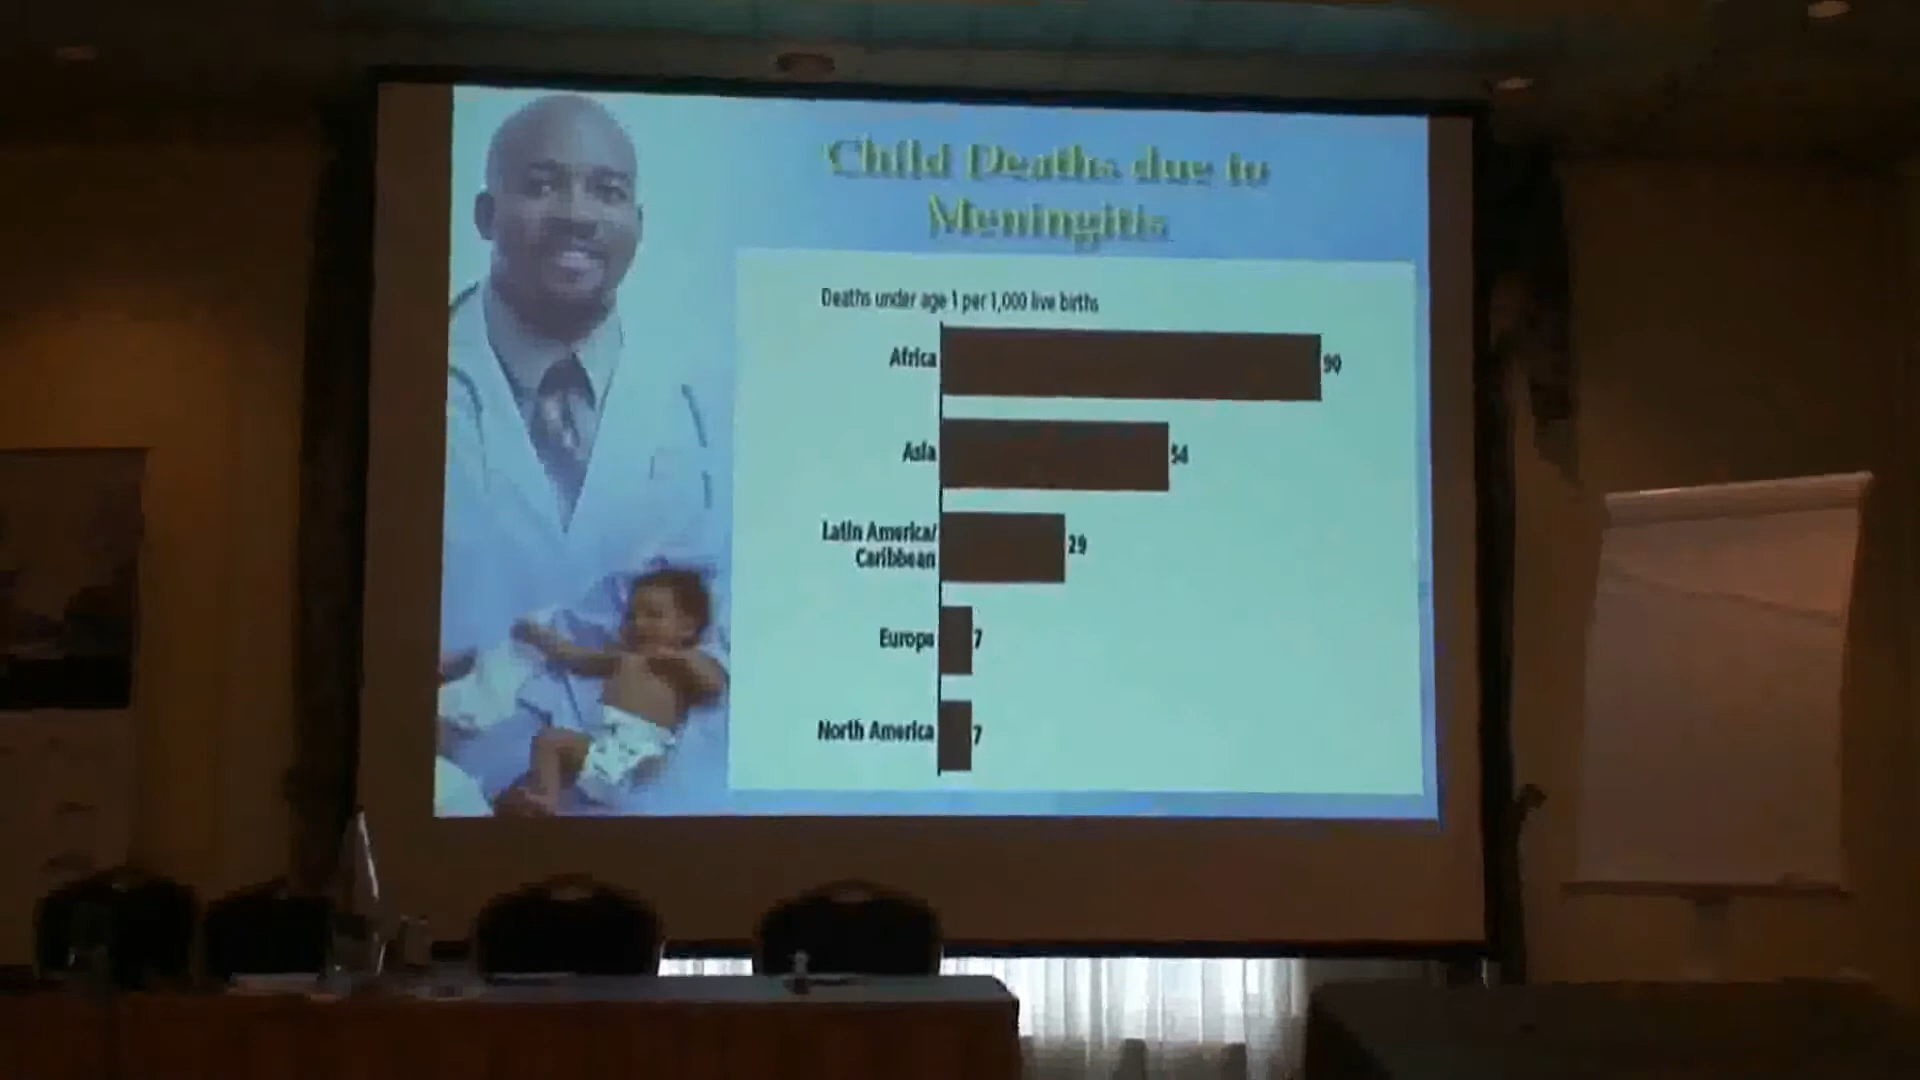 Child Deaths due to
Meningitis
Deaths under age 1 per 1,000 live births
Africa 90
Asia 54
Latin America/
Caribbean 29
Europe 7
North America 7